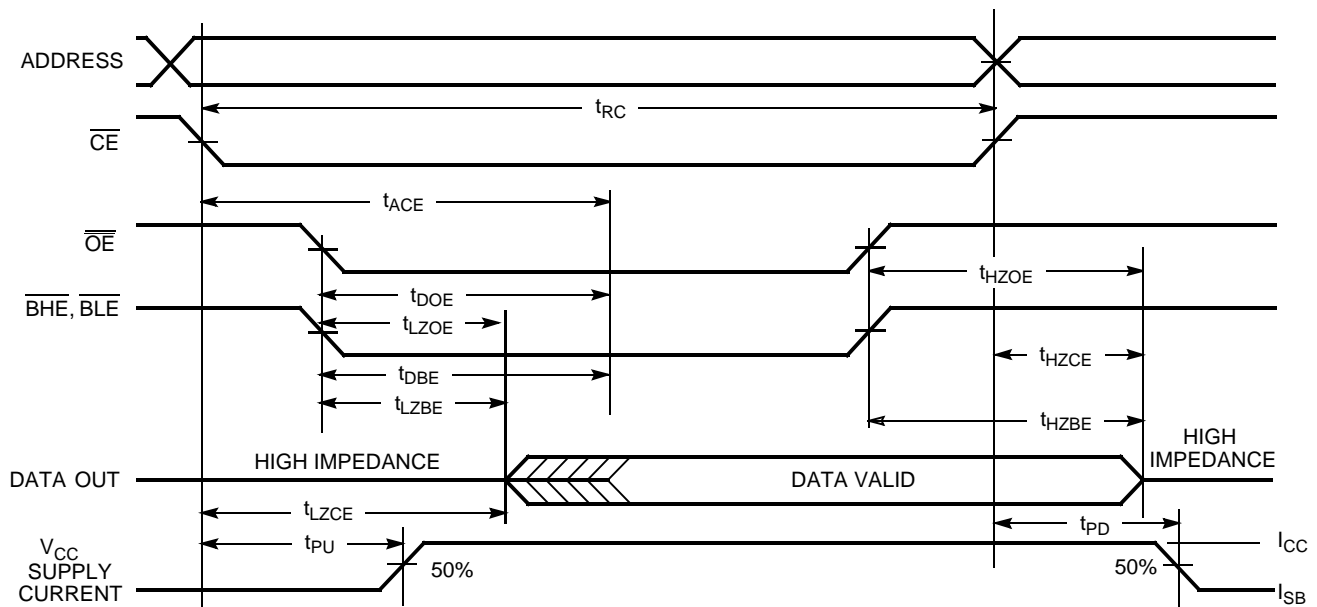 ADDRESS
tRC
CE
tACE
OE
tHZOE
tDOE
BHE, BLE
tLZOE
tHZCE
tDBE
tLZBE
tHZBE
HIGH IMPEDANCE
HIGH
IMPEDANCE
DATA OUT
DATA VALID
tLZCE
tPD
VCC
SUPPLY
CURRENT
tPU
50%
50%
ICC
ISB